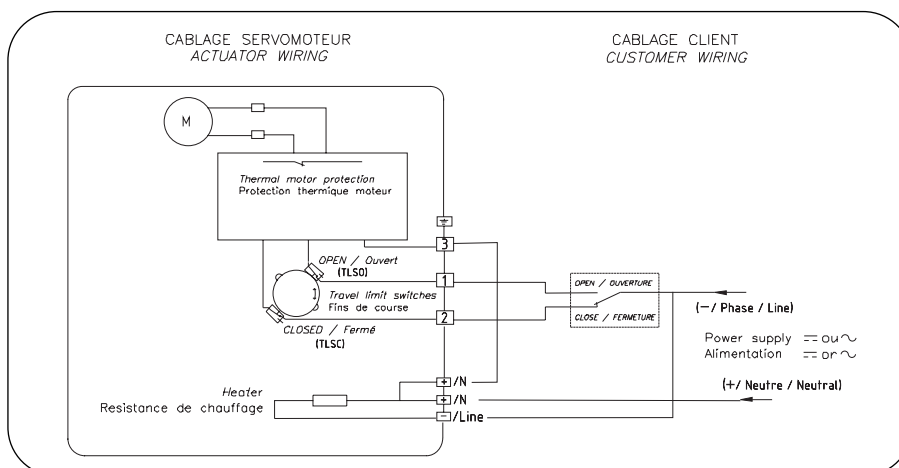 CABLAGE SERVOMOTEUR
ACTUATOR WIRING
CABLAGE CLIENT
CUSTOMER WIRING
M
Thermal motor protection
Protection thermique moteur
3
OPEN / Ouvert
(TLSO)
1
OPEN / OUVERTURE
Travel limit switches
Fins de course
(−/ Phase / Line)
2
CLOSE / FERMETURE
CLOSED / Fermé
(TLSC)
Power supply ⎓ ou ∿
Alimentation ⎓ or ∿
+ /N
(+/ Neutre / Neutral)
Heater
+ /N
Resistance de chauffage
− /Line